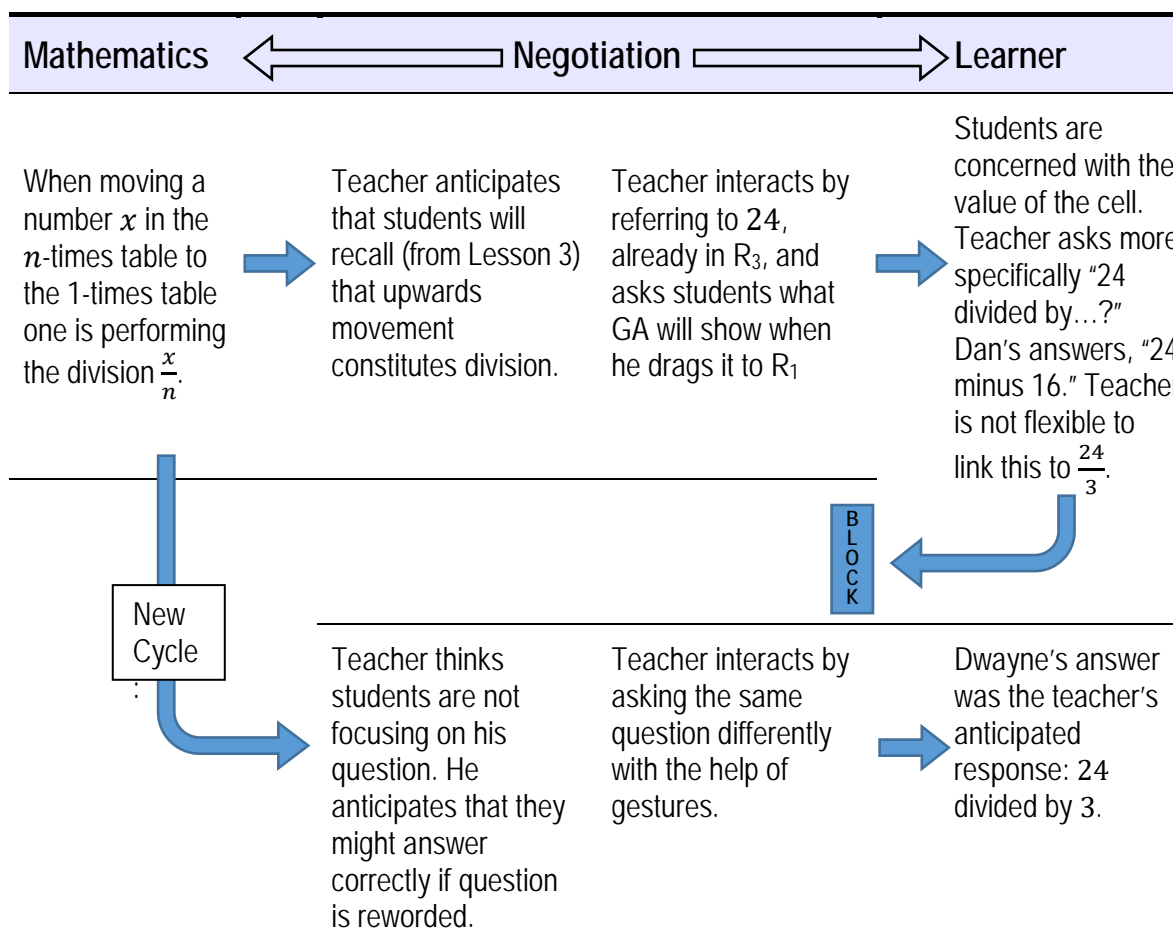 Mathematics
Negotiation
Learner
When moving a
number 𝑥 in the
𝑛-times table to
the 1-times table
one is performing
the division 𝑥/𝑛.
Teacher anticipates
that students will
recall (from Lesson 3)
that upwards
movement
constitutes division.
Teacher interacts by
referring to 24,
already in R₃, and
asks students what
GA will show when
he drags it to R₁
Students are
concerned with the
value of the cell.
Teacher asks more
specifically “24
divided by…?”
Dan’s answers, “24
minus 16.” Teacher
is not flexible to
link this to 24/3.
BLOCK
New
Cycle
:
Teacher thinks
students are not
focusing on his
question. He
anticipates that they
might answer
correctly if question
is reworded.
Teacher interacts by
asking the same
question differently
with the help of
gestures.
Dwayne’s answer
was the teacher’s
anticipated
response: 24
divided by 3.